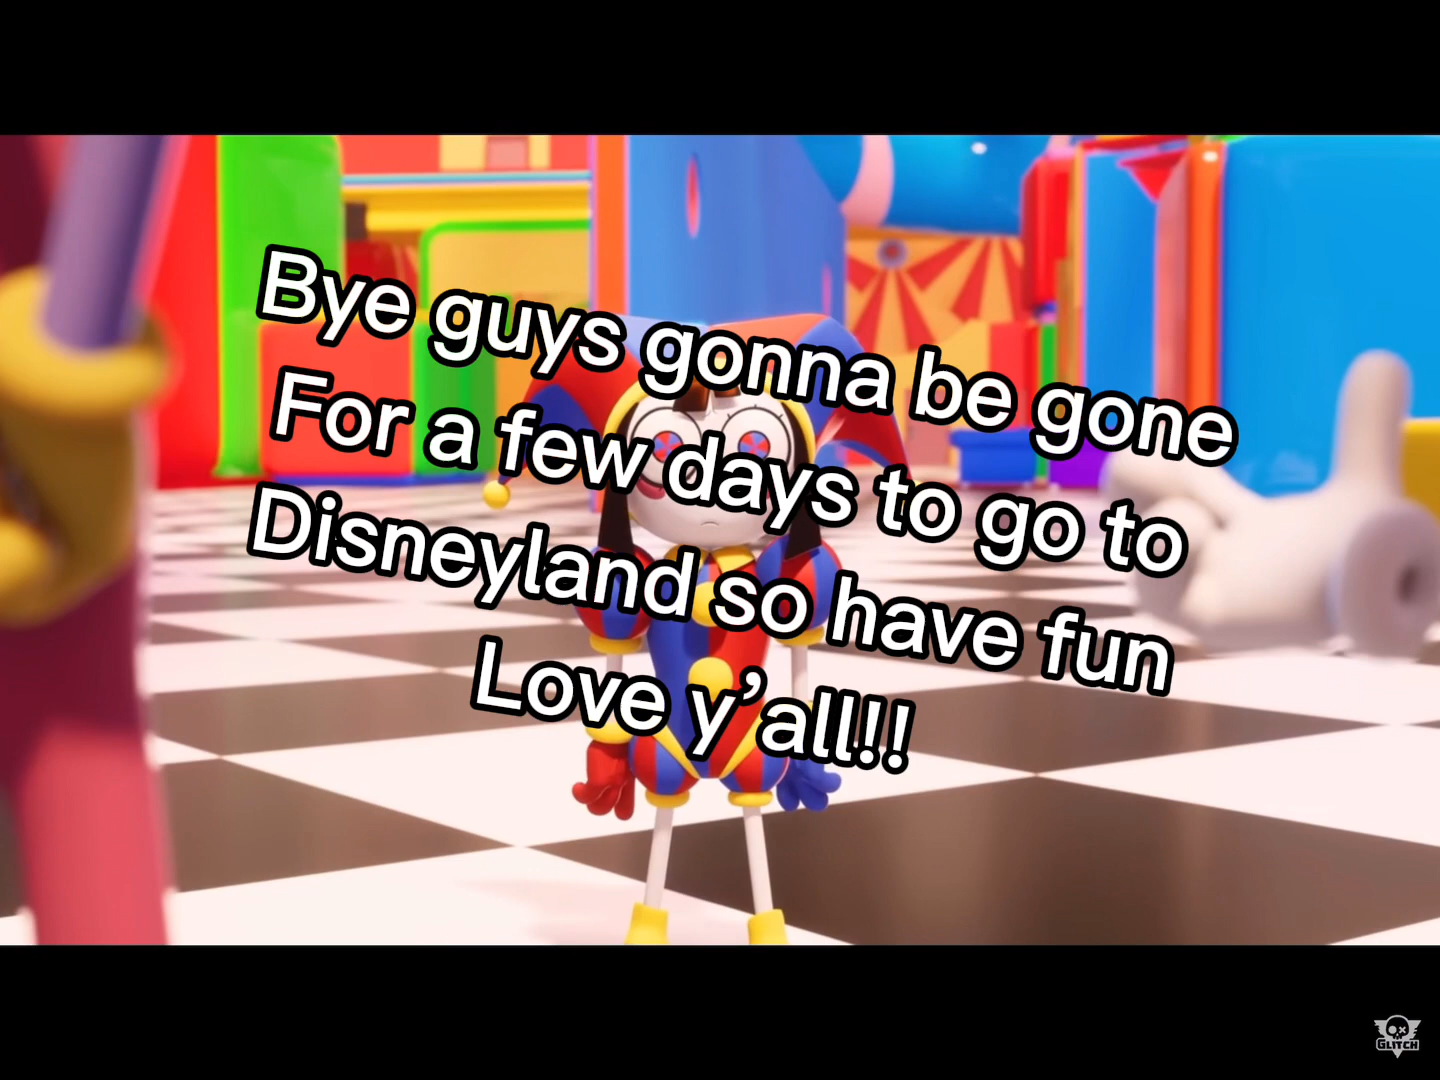 Bye guys gonna be gone
For a few days to go to
Disneyland so have fun
Love y’all!!
GLITCH